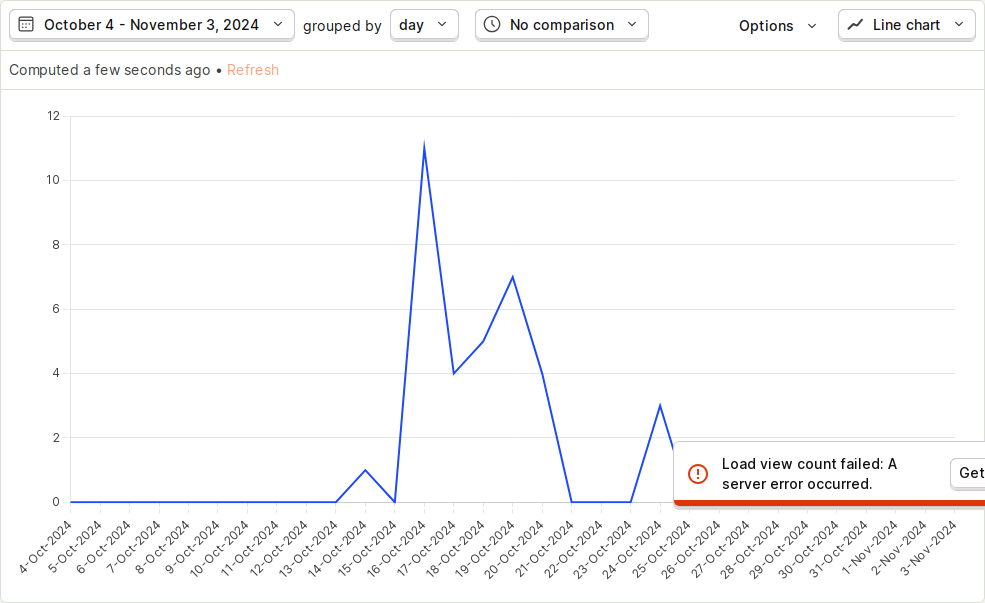 October 4 - November 3, 2024 grouped by day No comparison Options Line chart
Computed a few seconds ago • Refresh
12
10
8
6
4
2
0
Load view count failed: A
server error occurred.
Get
4-Oct-2024
5-Oct-2024
6-Oct-2024
7-Oct-2024
8-Oct-2024
9-Oct-2024
10-Oct-2024
11-Oct-2024
12-Oct-2024
13-Oct-2024
14-Oct-2024
15-Oct-2024
16-Oct-2024
17-Oct-2024
18-Oct-2024
19-Oct-2024
20-Oct-2024
21-Oct-2024
22-Oct-2024
23-Oct-2024
24-Oct-2024
25-Oct-2024
26-Oct-2024
27-Oct-2024
28-Oct-2024
29-Oct-2024
30-Oct-2024
31-Oct-2024
1-Nov-2024
2-Nov-2024
3-Nov-2024